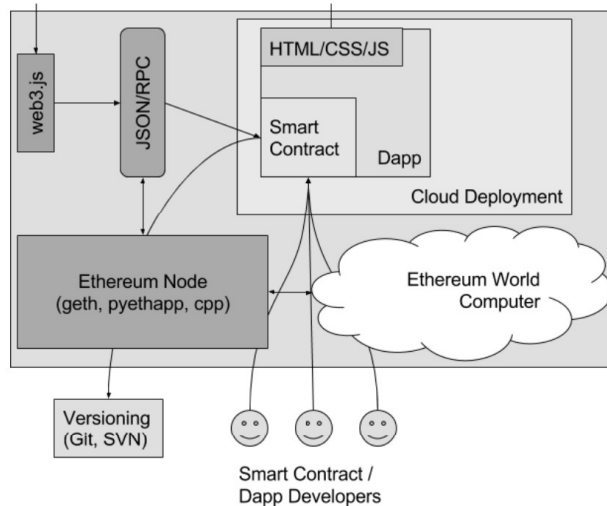 HTML/CSS/JS
web3.js
JSON/RPC
Smart
Contract
Dapp
Cloud Deployment
Ethereum Node
(geth, pyethapp, cpp)
Ethereum World
Computer
Versioning
(Git, SVN)
Smart Contract /
Dapp Developers